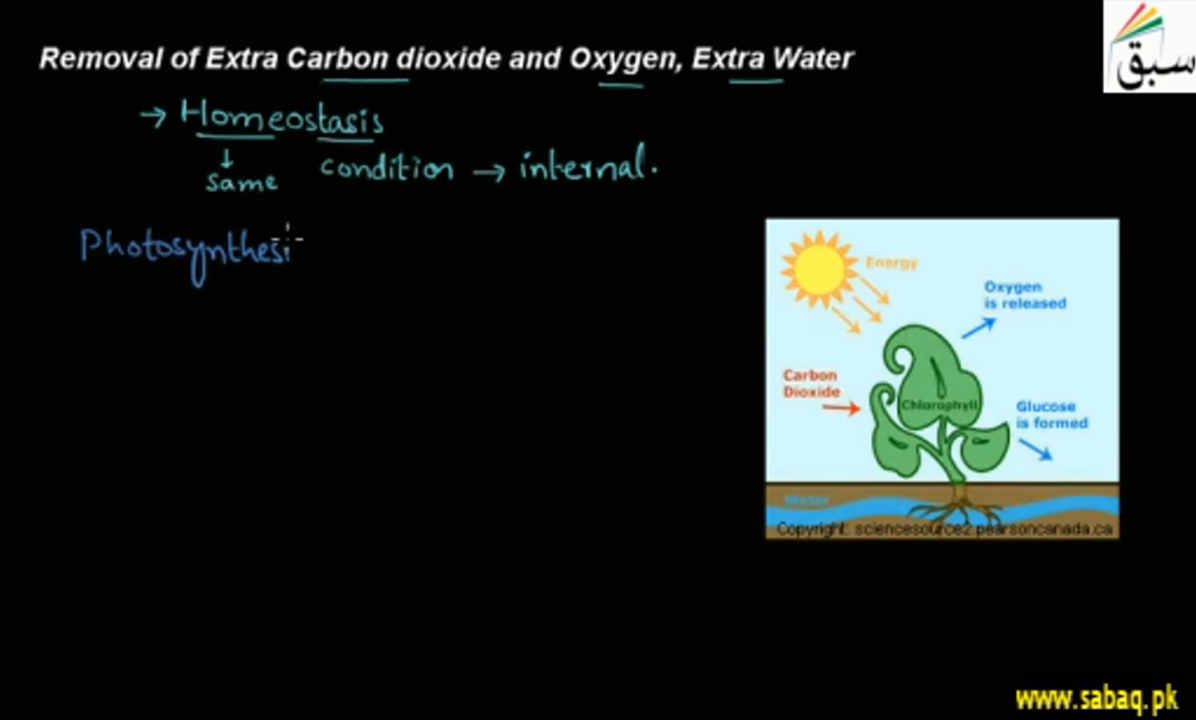 Removal of Extra Carbon dioxide and Oxygen, Extra Water
سبق
→ Homeostasis
↓
same
condition → internal.
Photosynthesi
Energy
Oxygen
is released
Carbon
Dioxide
Chlorophyll
Glucose
is formed
Water
Copyright: sciencesource2.pearsoncanada.ca
www.sabaq.pk